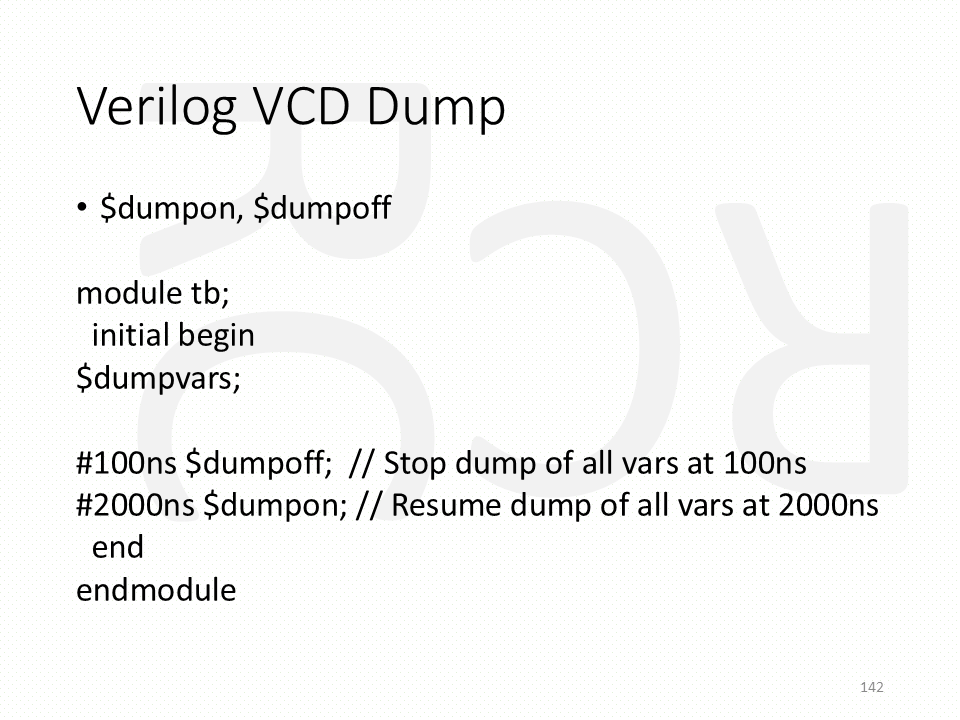 Verilog VCD Dump
• $dumpon, $dumpoff
module tb;
initial begin
$dumpvars;
#100ns $dumpoff; // Stop dump of all vars at 100ns
#2000ns $dumpon; // Resume dump of all vars at 2000ns
end
endmodule
142